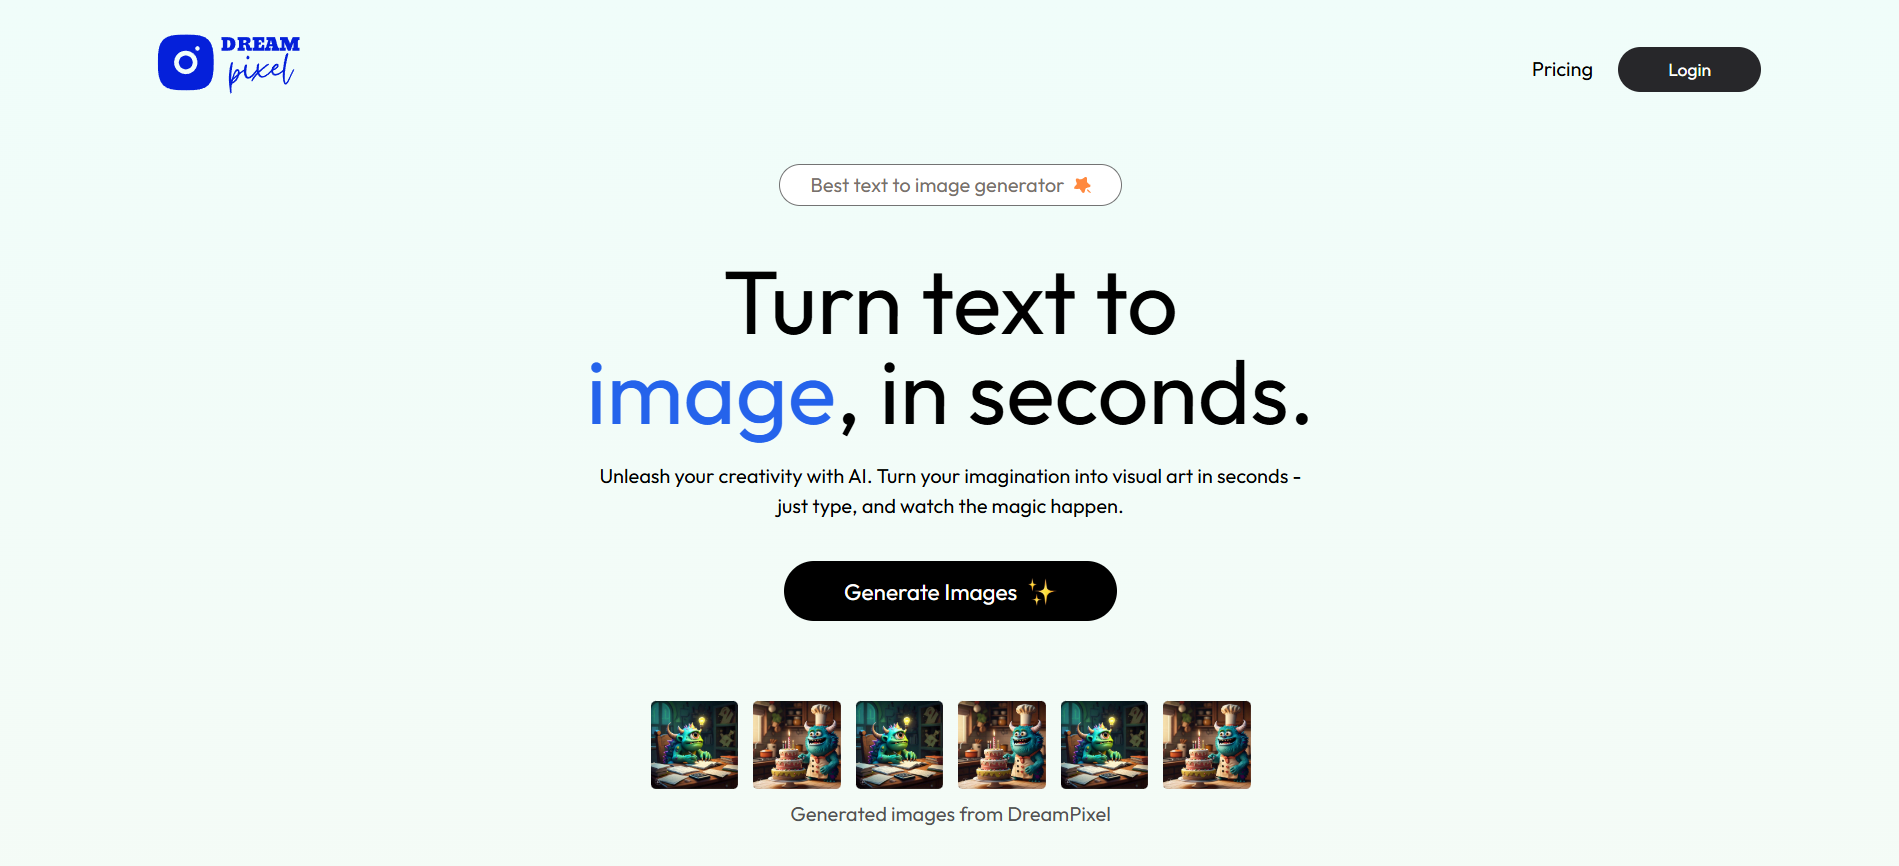 DREAM
pixel
Pricing
Login
Best text to image generator
Turn text to
image, in seconds.
Unleash your creativity with AI. Turn your imagination into visual art in seconds -
just type, and watch the magic happen.
Generate Images ✨
Generated images from DreamPixel